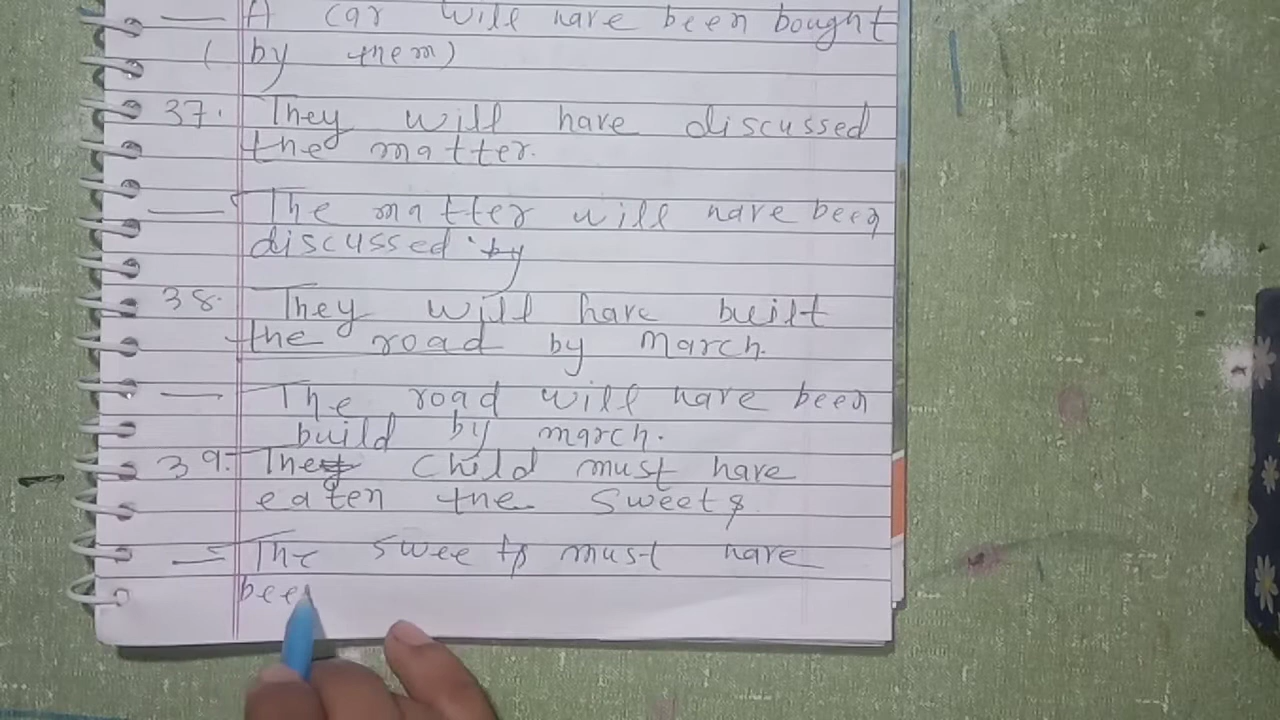 — A car will have been bought
( by them)
37. They will have discussed
the matter.
— The matter will have been
discussed by
38. They will have built
the road by March.
— The road will have been
build by march.
39. The child must have
eaten the sweets
= The sweets must have
bee